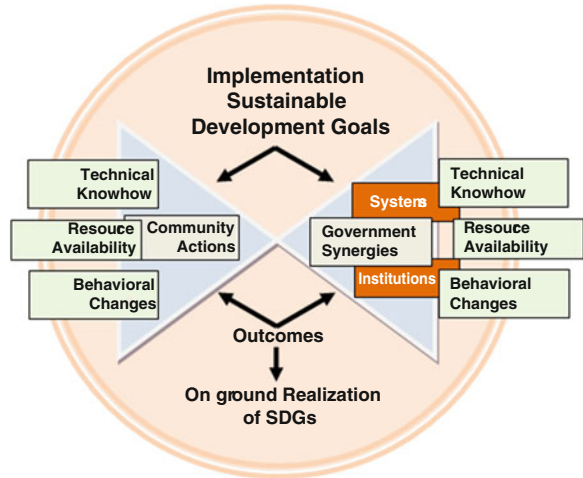 Implementation
Sustainable
Development Goals
Technical
Knowhow
Resouce
Availability
Community
Actions
Behavioral
Changes
Systems
Government
Synergies
Institutions
Technical
Knowhow
Resouce
Availability
Behavioral
Changes
Outcomes
On ground Realization
of SDGs